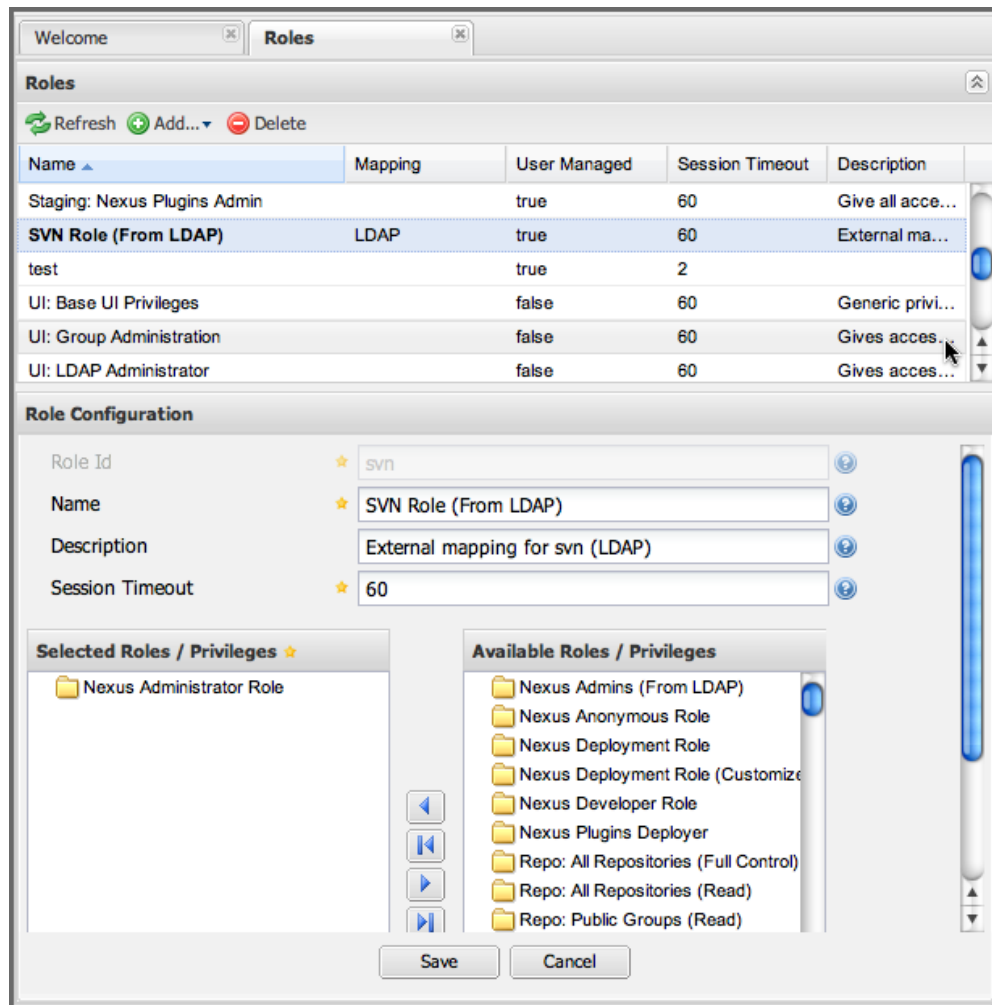 Welcome Roles
Roles
Refresh Add... Delete
Name Mapping User Managed Session Timeout Description
Staging: Nexus Plugins Admin true 60 Give all acce...
SVN Role (From LDAP) LDAP true 60 External ma...
test true 2
UI: Base UI Privileges false 60 Generic privi...
UI: Group Administration false 60 Gives acces...
UI: LDAP Administrator false 60 Gives acces...
Role Configuration
Role Id svn
Name SVN Role (From LDAP)
Description External mapping for svn (LDAP)
Session Timeout 60
Selected Roles / Privileges Available Roles / Privileges
Nexus Administrator Role Nexus Admins (From LDAP)
Nexus Anonymous Role
Nexus Deployment Role
Nexus Deployment Role (Customize
Nexus Developer Role
Nexus Plugins Deployer
Repo: All Repositories (Full Control)
Repo: All Repositories (Read)
Repo: Public Groups (Read)
Save Cancel